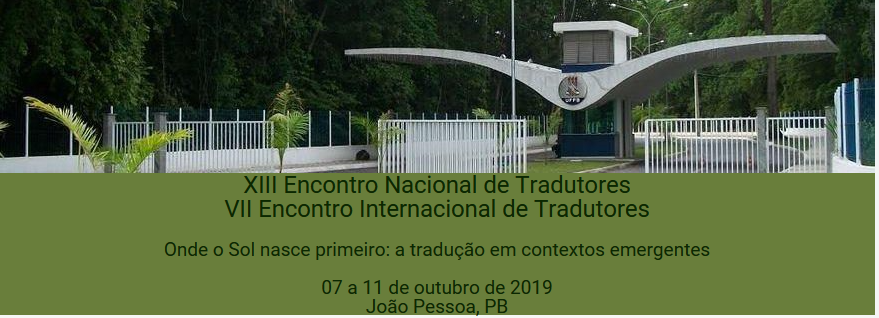 UFPB
XIII Encontro Nacional de Tradutores
VII Encontro Internacional de Tradutores
Onde o Sol nasce primeiro: a tradução em contextos emergentes
07 a 11 de outubro de 2019
João Pessoa, PB